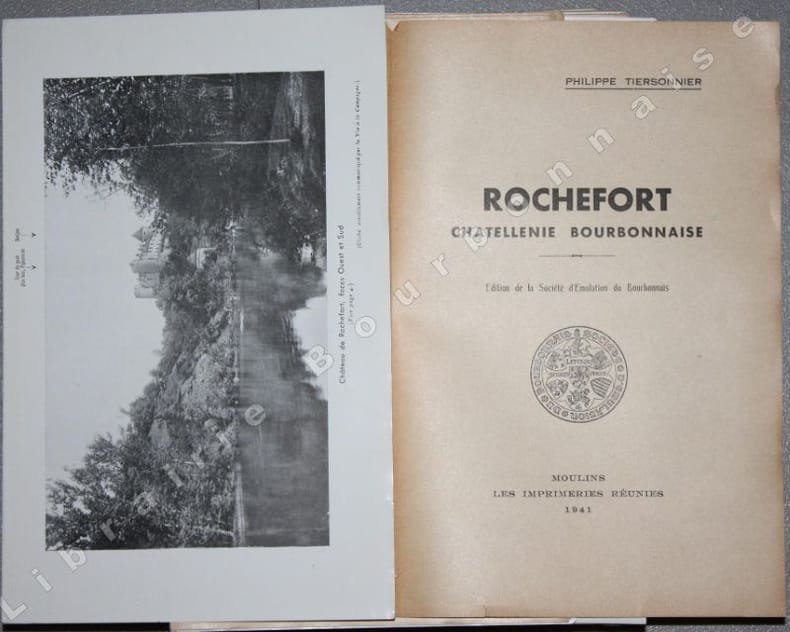 Château de Rochefort, faces Ouest et Sud
PHILIPPE TIERSONNIER
ROCHEFORT
CHATELLENIE BOURBONNAISE
Edition de la Société d'Emulation du Bourbonnais
MOULINS
LES IMPRIMERIES RÉUNIES
1941
Librairie Bourbonnaise